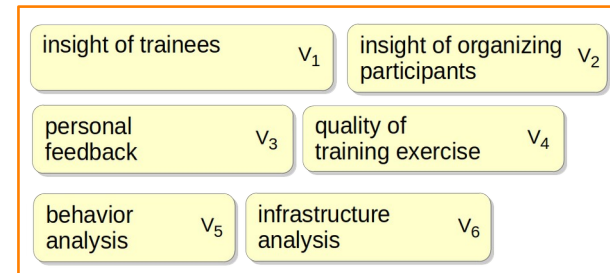 insight of trainees V1
insight of organizing participants V2
personal feedback V3
quality of training exercise V4
behavior analysis V5
infrastructure analysis V6